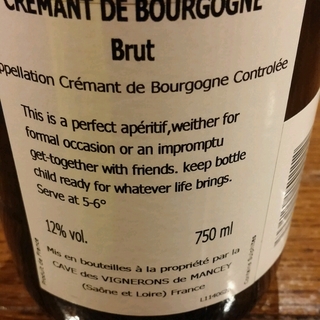 CRÉMANT DE BOURGOGNE
Brut
ppellation Crémant de Bourgogne Controlée
This is a perfect apéritif,weither for
formal occasion or an impromptu
get-together with friends. keep bottle
child ready for whatever life brings.
Serve at 5-6°
12% vol. 750 ml
Mis en bouteilles à la propriété par la
CAVE des VIGNERONS de MANCEY
(Saône et Loire) France